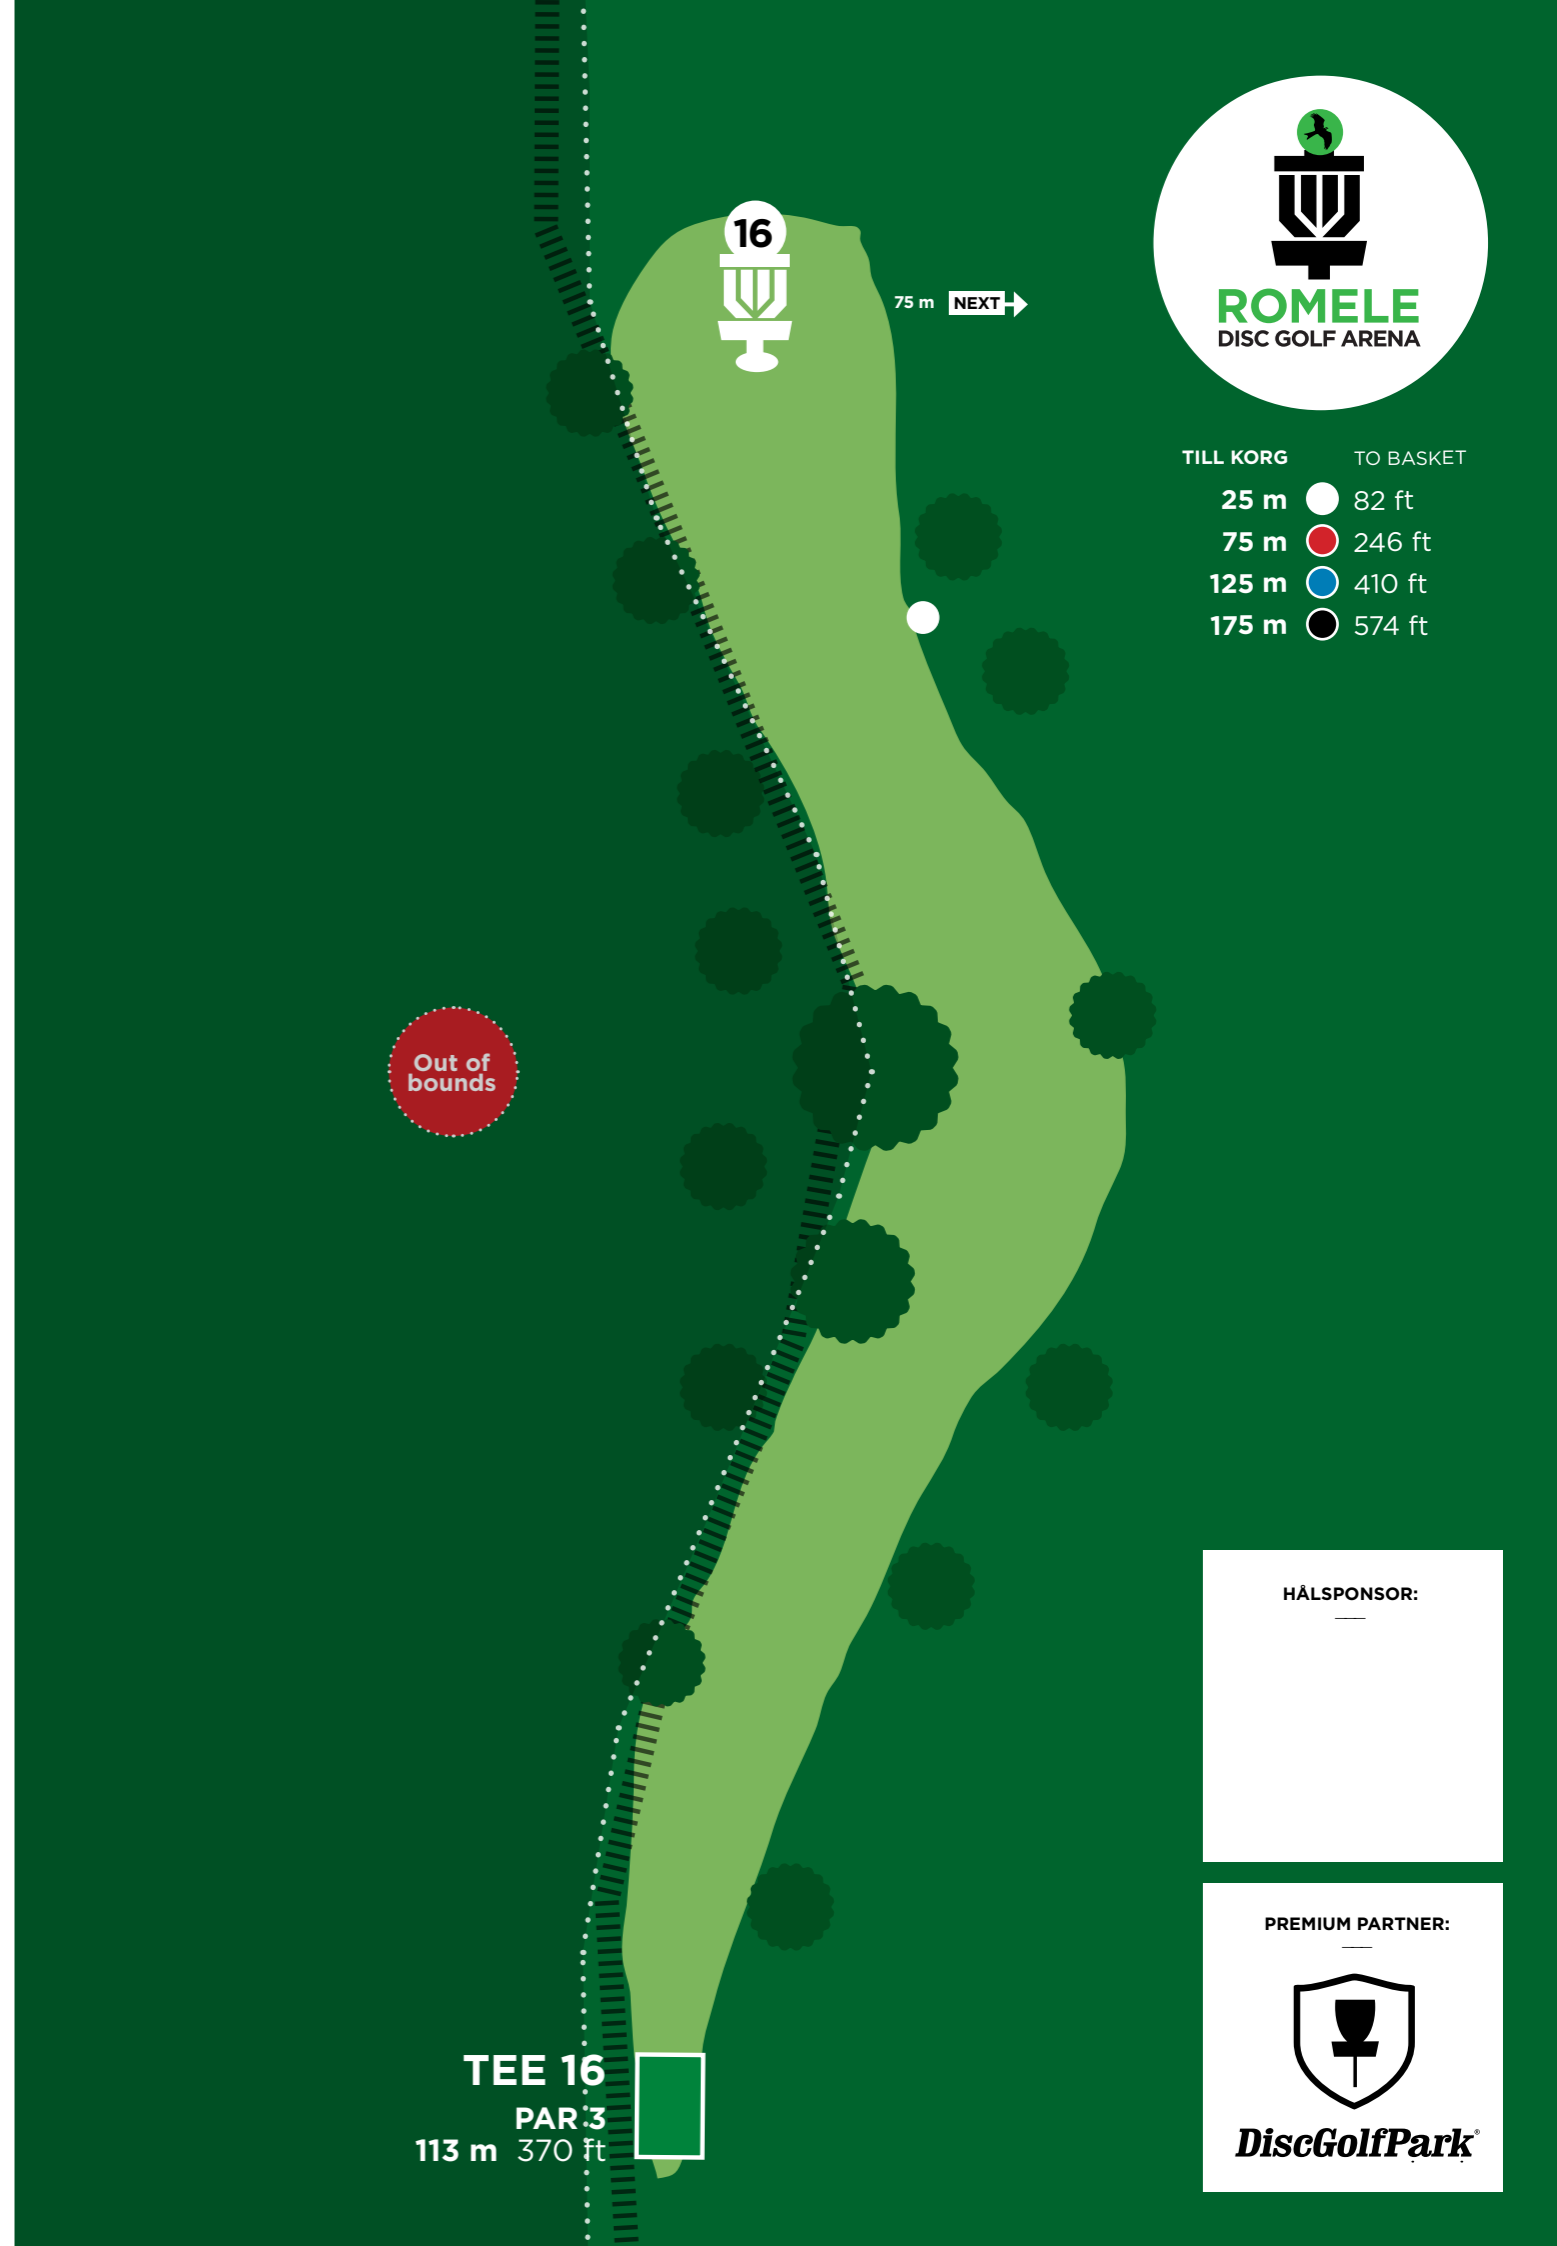 16
75 m NEXT
ROMELE
DISC GOLF ARENA
TILL KORG TO BASKET
25 m 82 ft
75 m 246 ft
125 m 410 ft
175 m 574 ft
Out of
bounds
HÅLSPONSOR:
PREMIUM PARTNER:
DiscGolfPark®
TEE 16
PAR 3
113 m 370 ft